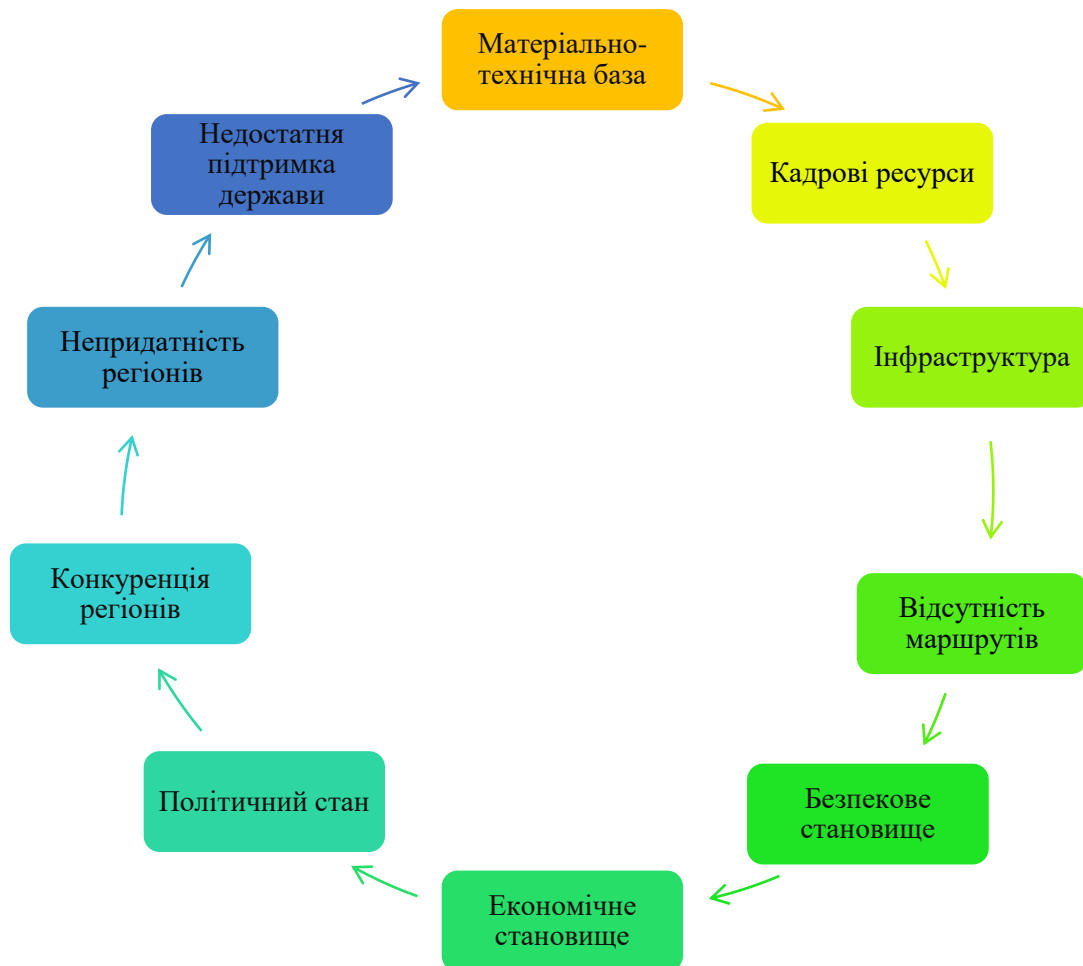 Матеріально-
технічна база
Кадрові ресурси
Інфраструктура
Відсутність
маршрутів
Безпекове
становище
Економічне
становище
Політичний стан
Конкуренція
регіонів
Непридатність
регіонів
Недостатня
підтримка
держави